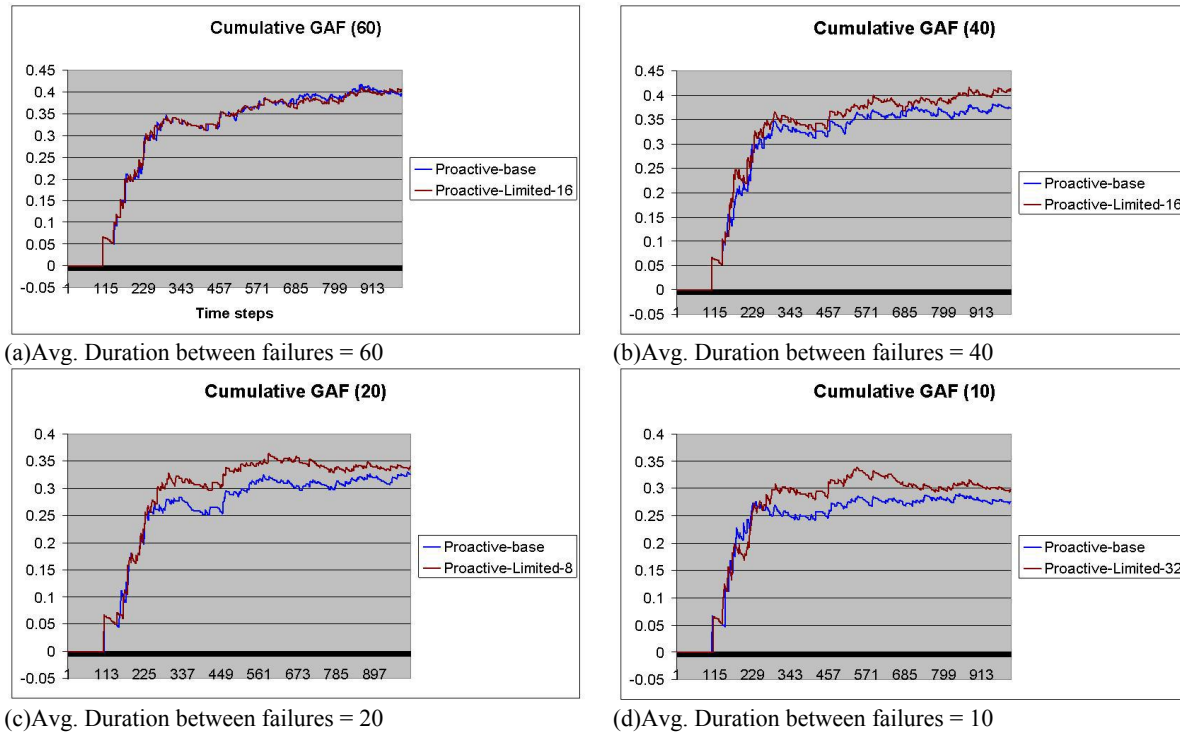 Cumulative GAF (60)
0.45
0.4
0.35
0.3
0.25
0.2
0.15
0.1
0.05
0
-0.05
1 115 229 343 457 571 685 799 913
Time steps
Proactive-base
Proactive-Limited-16
(a)Avg. Duration between failures = 60
Cumulative GAF (40)
0.45
0.4
0.35
0.3
0.25
0.2
0.15
0.1
0.05
0
-0.05
1 115 229 343 457 571 685 799 913
Proactive-base
Proactive-Limited-16
(b)Avg. Duration between failures = 40
Cumulative GAF (20)
0.4
0.35
0.3
0.25
0.2
0.15
0.1
0.05
0
-0.05
1 113 225 337 449 561 673 785 897
Proactive-base
Proactive-Limited-8
(c)Avg. Duration between failures = 20
Cumulative GAF (10)
0.4
0.35
0.3
0.25
0.2
0.15
0.1
0.05
0
-0.05
1 115 229 343 457 571 685 799 913
Proactive-base
Proactive-Limited-32
(d)Avg. Duration between failures = 10